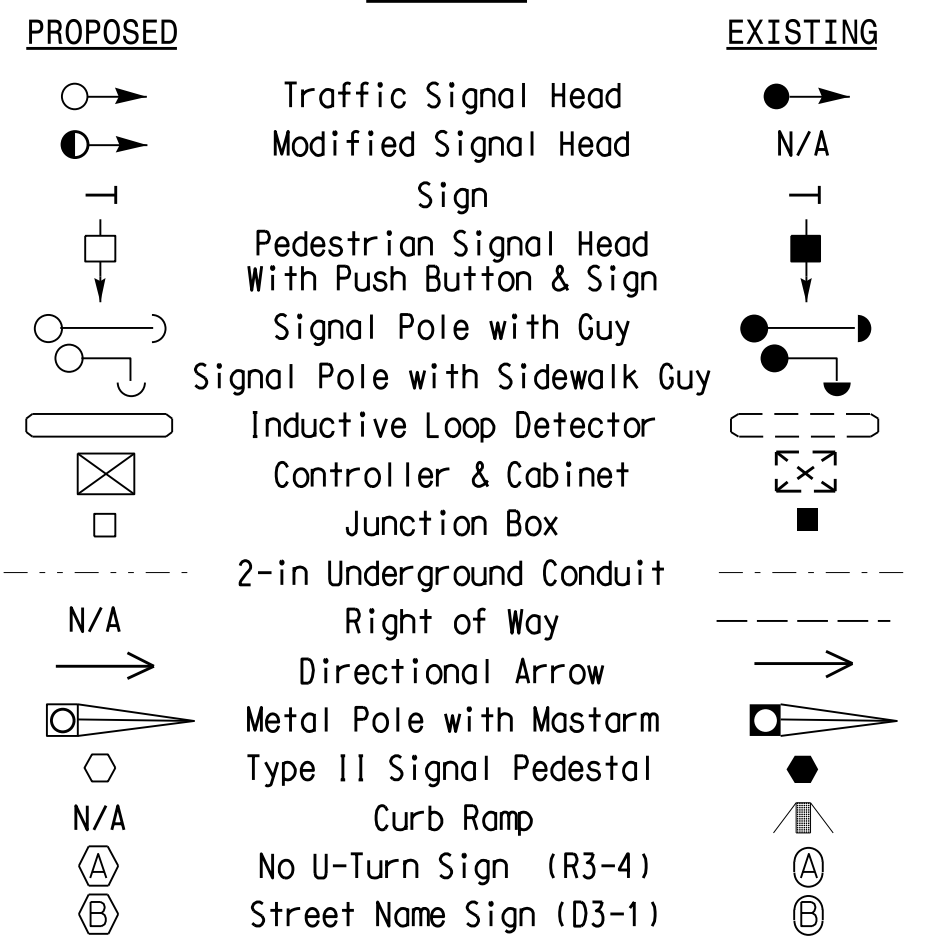 PROPOSED EXISTING
Traffic Signal Head
Modified Signal Head N/A
Sign
Pedestrian Signal Head
With Push Button & Sign
Signal Pole with Guy
Signal Pole with Sidewalk Guy
Inductive Loop Detector
Controller & Cabinet
Junction Box
2-in Underground Conduit
N/A Right of Way
Directional Arrow
Metal Pole with Mastarm
Type II Signal Pedestal
N/A Curb Ramp
A No U-Turn Sign (R3-4) A
B Street Name Sign (D3-1) B